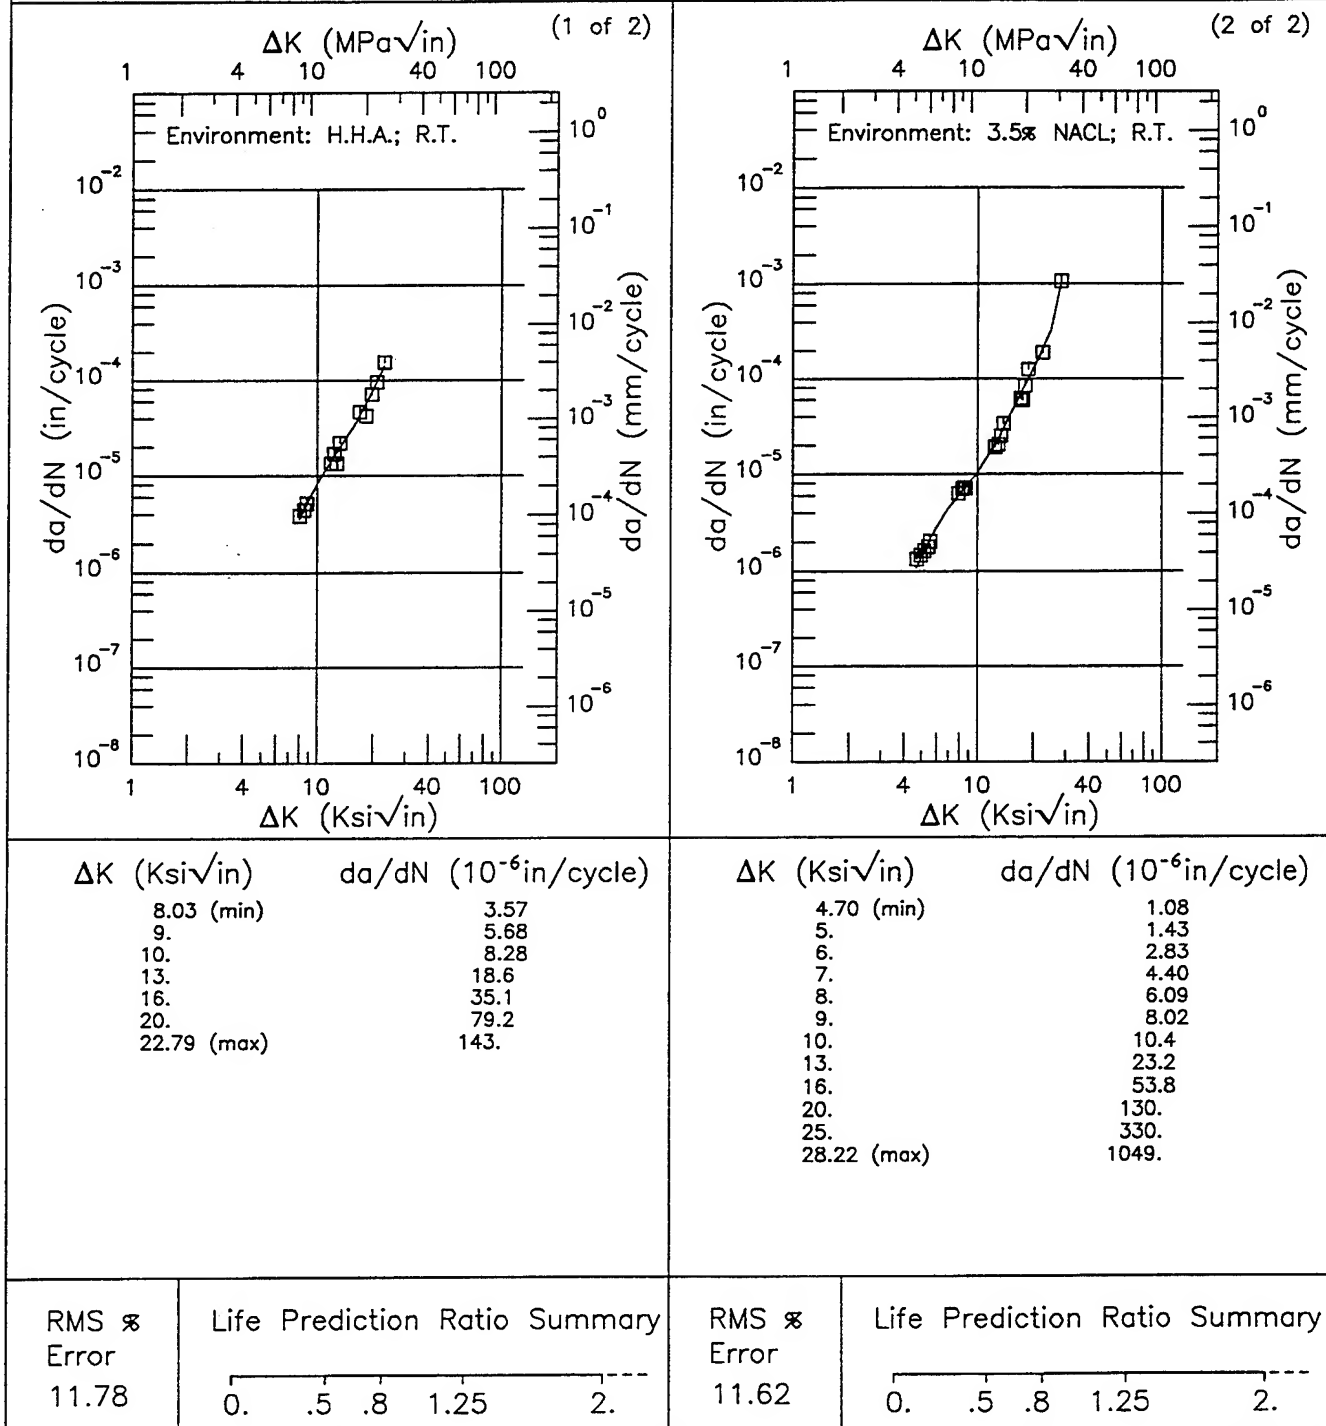 (1 of 2)
ΔK (MPa√in)
1 4 10 40 100
Environment: H.H.A.; R.T.
da/dN (in/cycle)
10⁻²
10⁻³
10⁻⁴
10⁻⁵
10⁻⁶
10⁻⁷
10⁻⁸
da/dN (mm/cycle)
10⁰
10⁻¹
10⁻²
10⁻³
10⁻⁴
10⁻⁵
10⁻⁶
1 4 10 40 100
ΔK (Ksi√in)
ΔK (Ksi√in) da/dN (10⁻⁶in/cycle)
8.03 (min) 3.57
9. 5.68
10. 8.28
13. 18.6
16. 35.1
20. 79.2
22.79 (max) 143.
RMS % Life Prediction Ratio Summary
Error
11.78 0. .5 .8 1.25 2.
(2 of 2)
ΔK (MPa√in)
1 4 10 40 100
Environment: 3.5% NACL; R.T.
da/dN (in/cycle)
10⁻²
10⁻³
10⁻⁴
10⁻⁵
10⁻⁶
10⁻⁷
10⁻⁸
da/dN (mm/cycle)
10⁰
10⁻¹
10⁻²
10⁻³
10⁻⁴
10⁻⁵
10⁻⁶
1 4 10 40 100
ΔK (Ksi√in)
ΔK (Ksi√in) da/dN (10⁻⁶in/cycle)
4.70 (min) 1.08
5. 1.43
6. 2.83
7. 4.40
8. 6.09
9. 8.02
10. 10.4
13. 23.2
16. 53.8
20. 130.
25. 330.
28.22 (max) 1049.
RMS % Life Prediction Ratio Summary
Error
11.62 0. .5 .8 1.25 2.